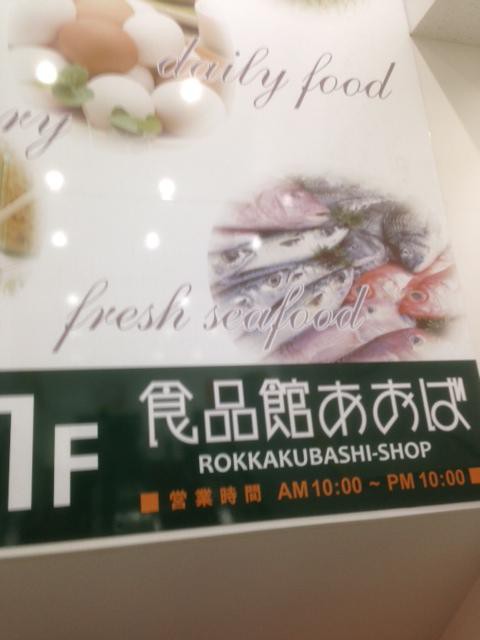 daily food
ry
fresh seafood
1F
食品館あおば
ROKKAKUBASHI-SHOP
営業時間 AM10:00 ~ PM10:00